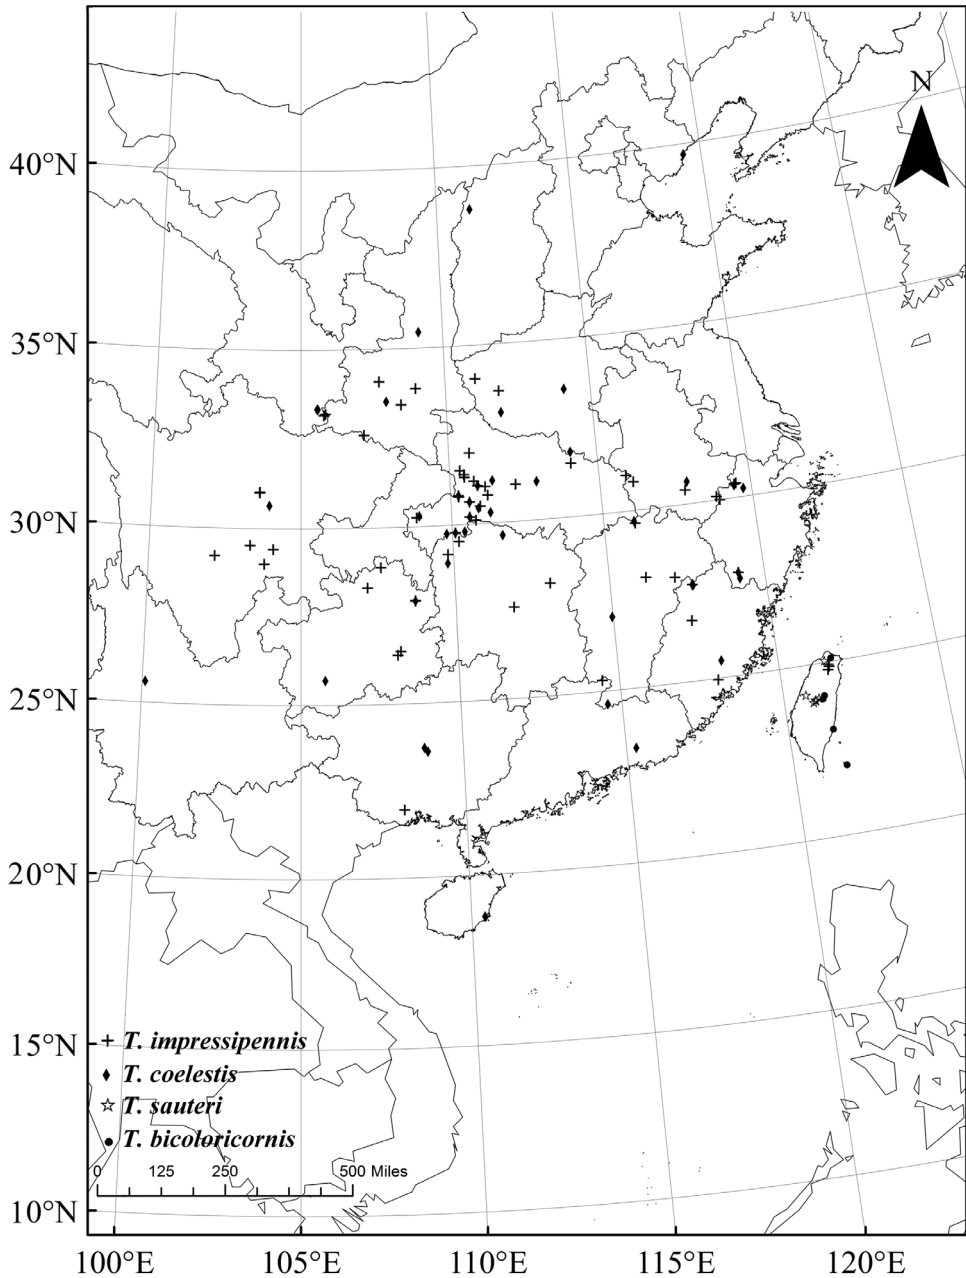 N
40°N
35°N
30°N
25°N
20°N
15°N
10°N
T. impressipennis
T. coelestis
T. sauteri
T. bicoloricornis
0 125 250 500 Miles
100°E 105°E 110°E 115°E 120°E